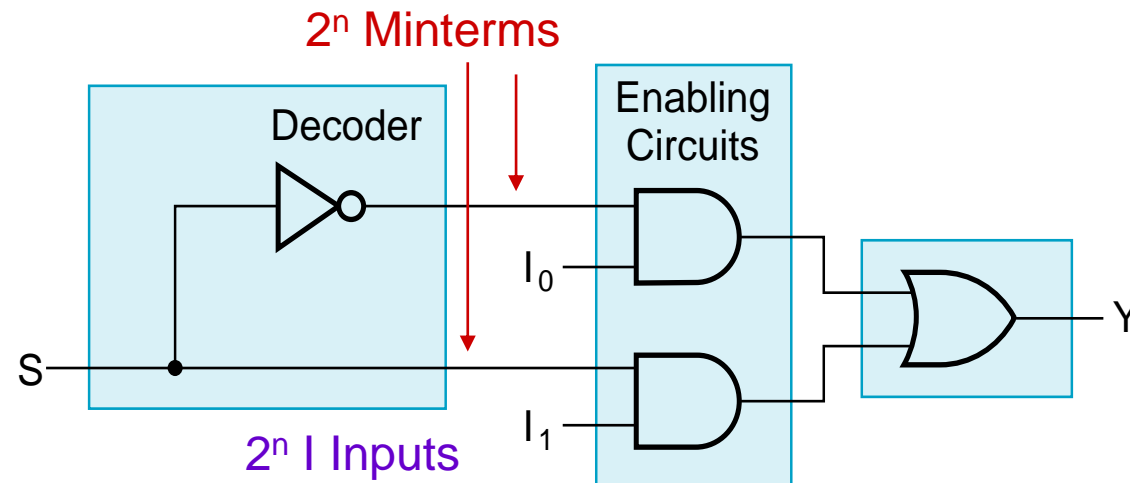 2ⁿ Minterms
Decoder
Enabling
Circuits
I₀
S
Y
I₁
2ⁿ I Inputs